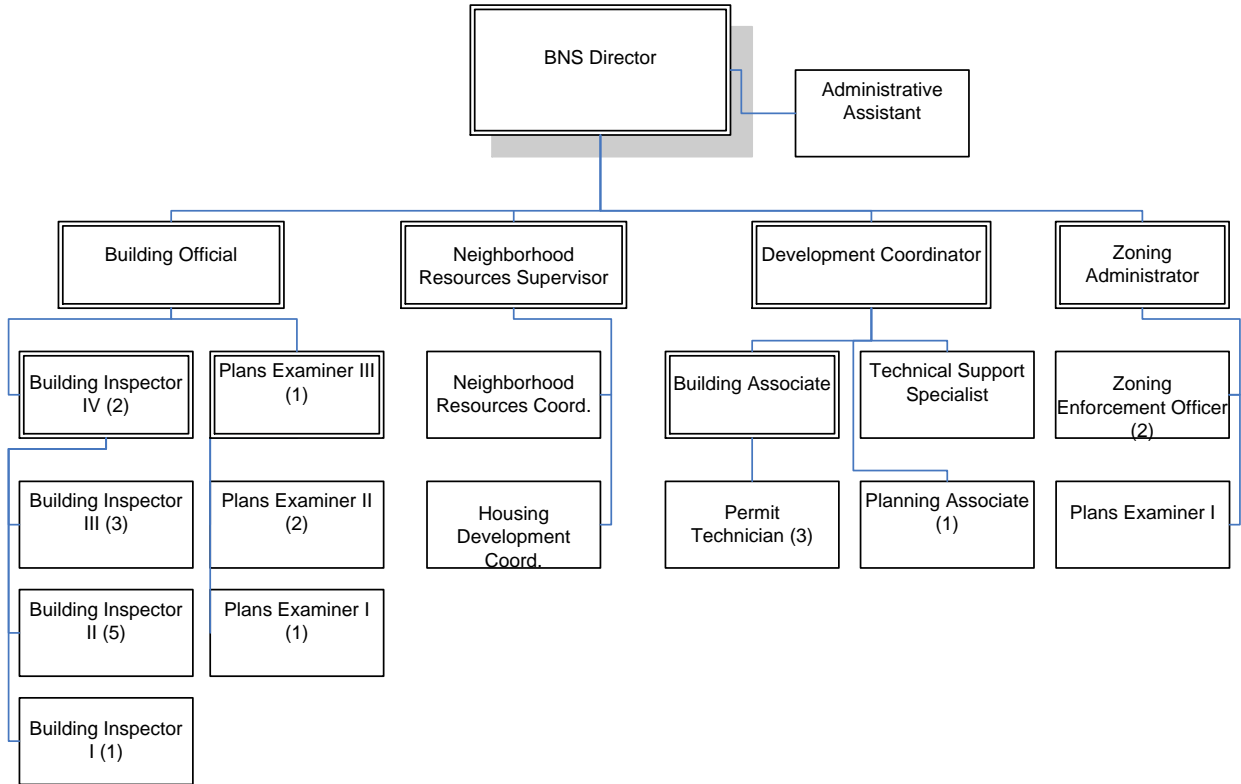 BNS Director
Administrative
Assistant
Building Official
Neighborhood
Resources Supervisor
Development Coordinator
Zoning
Administrator
Building Inspector
IV (2)
Plans Examiner III
(1)
Neighborhood
Resources Coord.
Building Associate
Technical Support
Specialist
Zoning
Enforcement Officer
(2)
Building Inspector
III (3)
Plans Examiner II
(2)
Housing
Development
Coord.
Permit
Technician (3)
Planning Associate
(1)
Plans Examiner I
Building Inspector
II (5)
Plans Examiner I
(1)
Building Inspector
I (1)